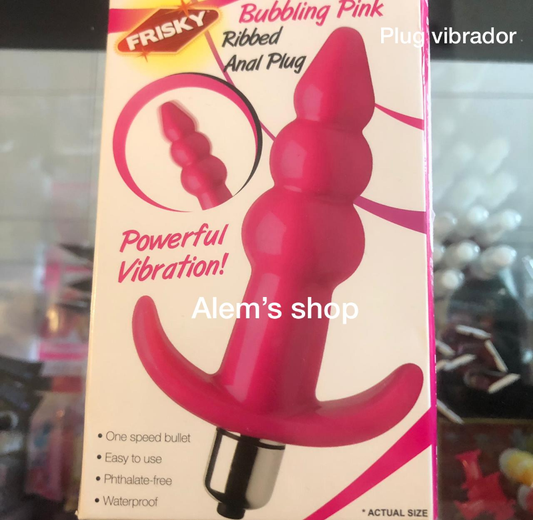 FRISKY
Bubbling Pink
Ribbed
Anal Plug
Plug vibrador
Powerful
Vibration!
Alem's shop
• One speed bullet
• Easy to use
• Phthalate-free
• Waterproof
* ACTUAL SIZE